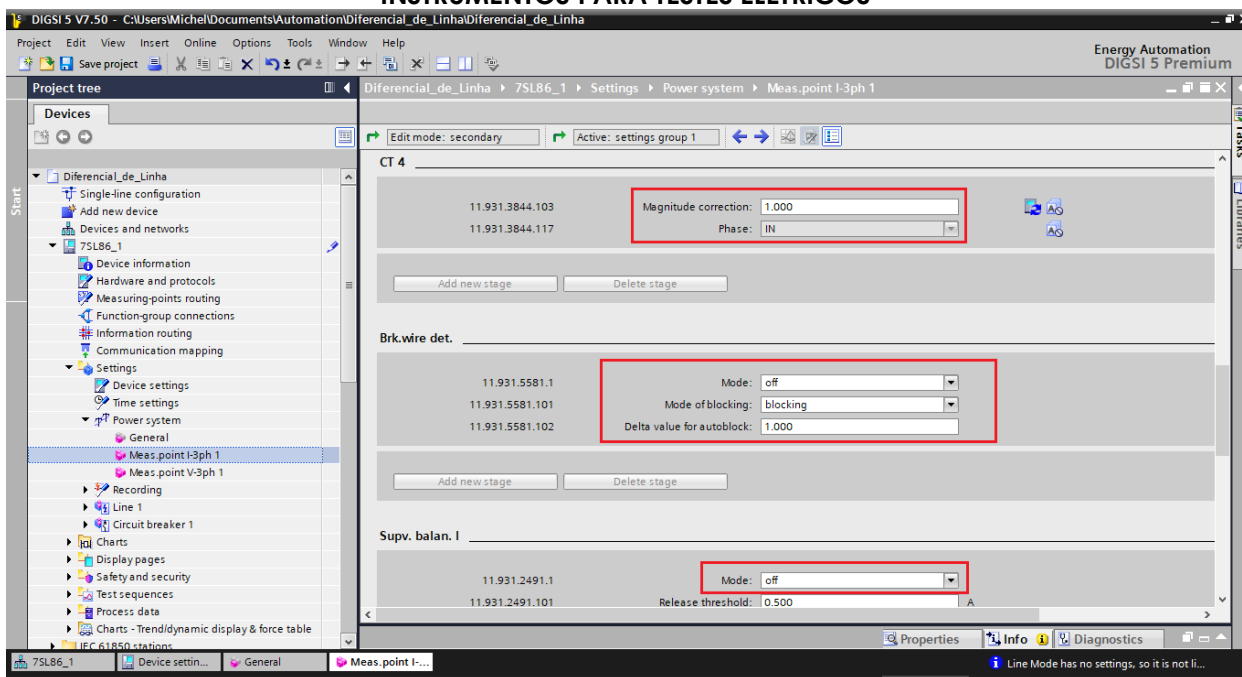 INSTRUMENTOS PARA TESTES ELÉTRICOS
DIGSI 5 V7.50 - C:\Users\Michel\Documents\Automation\Diferencial_de_Linha\Diferencial_de_Linha
Project Edit View Insert Online Options Tools Window Help
Save project
Energy Automation
DIGSI 5 Premium
Project tree
Diferencial_de_Linha 7SL86_1 Settings Power system Meas.point I-3ph 1
Devices
Edit mode: secondary
Active: settings group 1
Start
Tasks
Libraries
Diferencial_de_Linha
Single-line configuration
Add new device
Devices and networks
7SL86_1
Device information
Hardware and protocols
Measuring-points routing
Function-group connections
Information routing
Communication mapping
Settings
Device settings
Time settings
Power system
General
Meas.point I-3ph 1
Meas.point V-3ph 1
Recording
Line 1
Circuit breaker 1
Charts
Display pages
Safety and security
Test sequences
Process data
Charts - Trend/dynamic display & force table
IEC 61850 stations
CT 4
11.931.3844.103 Magnitude correction: 1.000
11.931.3844.117 Phase: IN
Add new stage Delete stage
Brk.wire det.
11.931.5581.1 Mode: off
11.931.5581.101 Mode of blocking: blocking
11.931.5581.102 Delta value for autoblock: 1.000
Add new stage Delete stage
Supv. balan. I
11.931.2491.1 Mode: off
11.931.2491.101 Release threshold: 0.500 A
Properties Info Diagnostics
7SL86_1 Device settin... General Meas.point I-...
Line Mode has no settings, so it is not li...